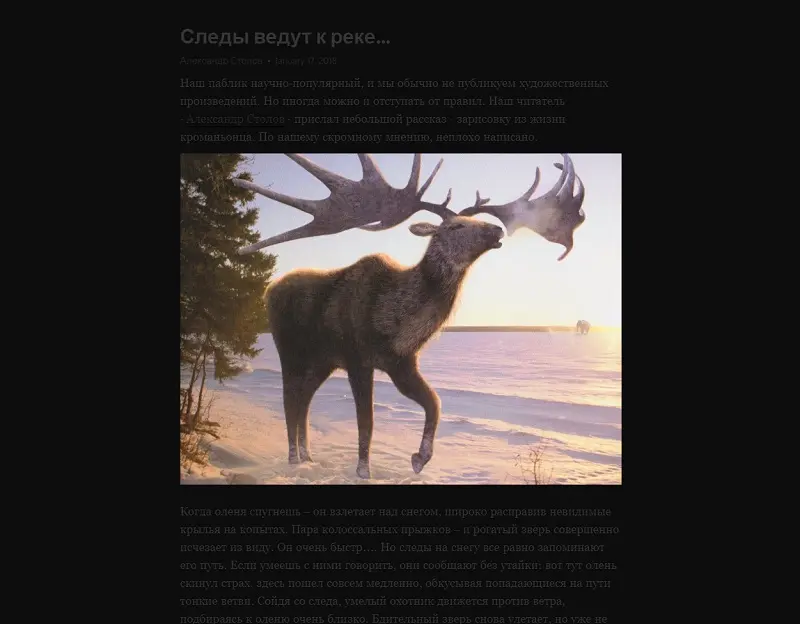 Следы ведут к реке...
Александр Столов • January 17, 2018
Наш паблик научно-популярный, и мы обычно не публикуем художественных
произведений. Но иногда можно и отступать от правил. Наш читатель
- Александр Столов - прислал небольшой рассказ - зарисовку из жизни
кроманьонца. По нашему скромному мнению, неплохо написано.
Когда оленя спугнешь – он взлетает над снегом, широко расправив невидимые
крылья на копытах. Пара колоссальных прыжков – и рогатый зверь совершенно
исчезает из виду. Он очень быстр…. Но следы на снегу все равно запоминают
его путь. Если умеешь с ними говорить, они сообщают без утайки: вот тут олень
скинул страх, здесь пошел совсем медленно, обкусывая попадающиеся на пути
тонкие ветви. Сойдя со следа, умелый охотник движется против ветра,
подбираясь к оленю очень близко. Бдительный зверь снова улетает, но уже не